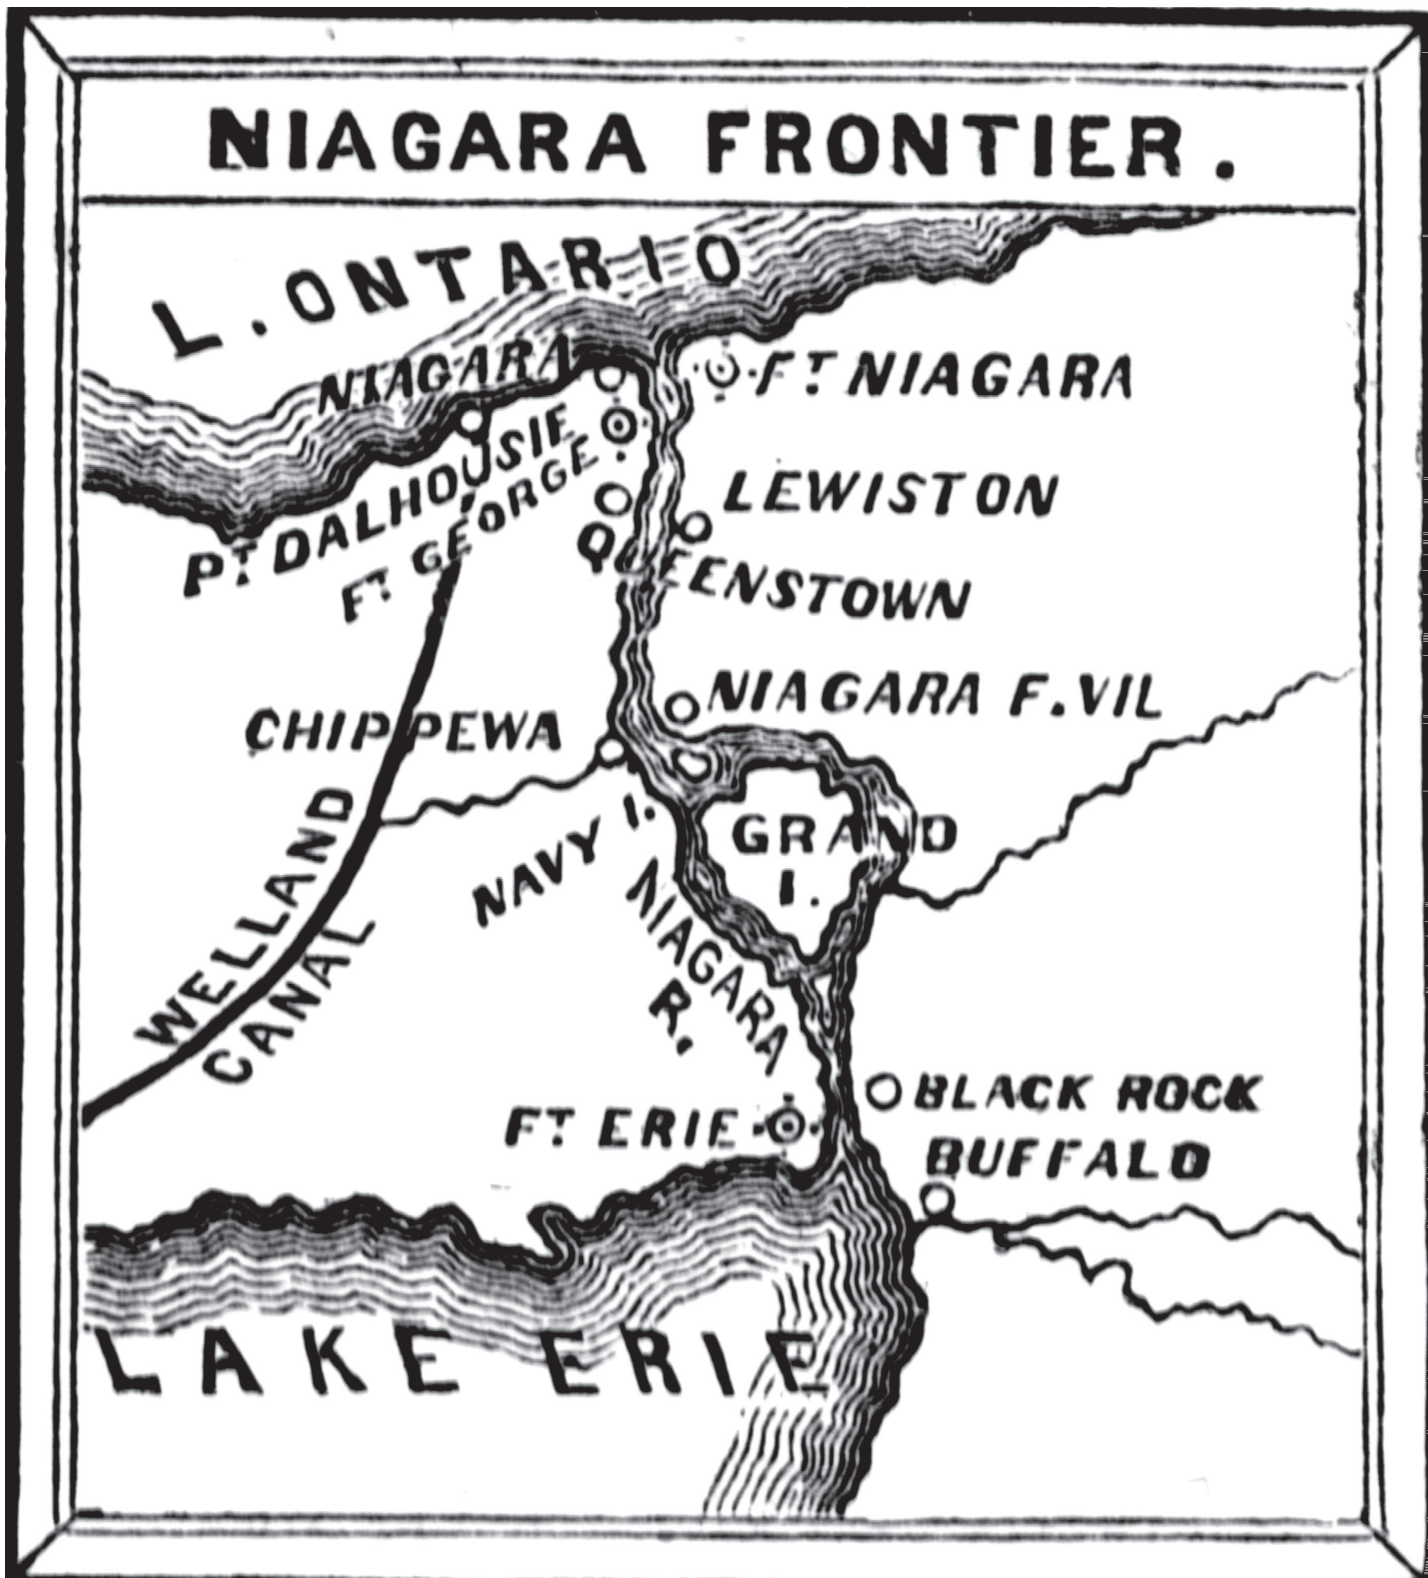 NIAGARA FRONTIER.
L. ONTARIO
NIAGARA
FT NIAGARA
PT DALHOUSIE
FT GEORGE
LEWISTON
QUEENSTOWN
NIAGARA F. VIL
CHIPPEWA
NAVY I.
GRAND
I.
WELLAND
CANAL
NIAGARA
R.
BLACK ROCK
FT ERIE
BUFFALO
LAKE ERIE